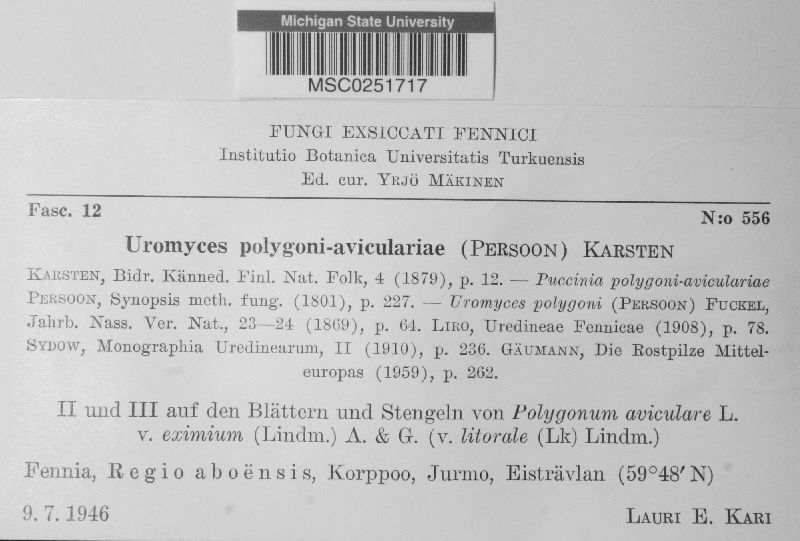 Michigan State University
MSC0251717
FUNGI EXSICCATI FENNICI
Institutio Botanica Universitatis Turkuensis
Ed. cur. YRJÖ MÄKINEN
Fasc. 12
N:o 556
Uromyces polygoni-aviculariae (PERSOON) KARSTEN
KARSTEN, Bidr. Känned. Finl. Nat. Folk, 4 (1879), p. 12. — Puccinia polygoni-aviculariae
PERSOON, Synopsis meth. fung. (1801), p. 227. — Uromyces polygoni (PERSOON) FUCKEL,
Jahrb. Nass. Ver. Nat., 23—24 (1869), p. 64. LIRO, Uredineae Fennicae (1908), p. 78.
SYDOW, Monographia Uredinearum, II (1910), p. 236. GÄUMANN, Die Rostpilze Mittel-
europas (1959), p. 262.
II und III auf den Blättern und Stengeln von Polygonum aviculare L.
v. eximium (Lindm.) A. & G. (v. litorale (Lk) Lindm.)
Fennia, Regio aboënsis, Korppoo, Jurmo, Eisträvlan (59°48' N)
9. 7. 1946
LAURI E. KARI